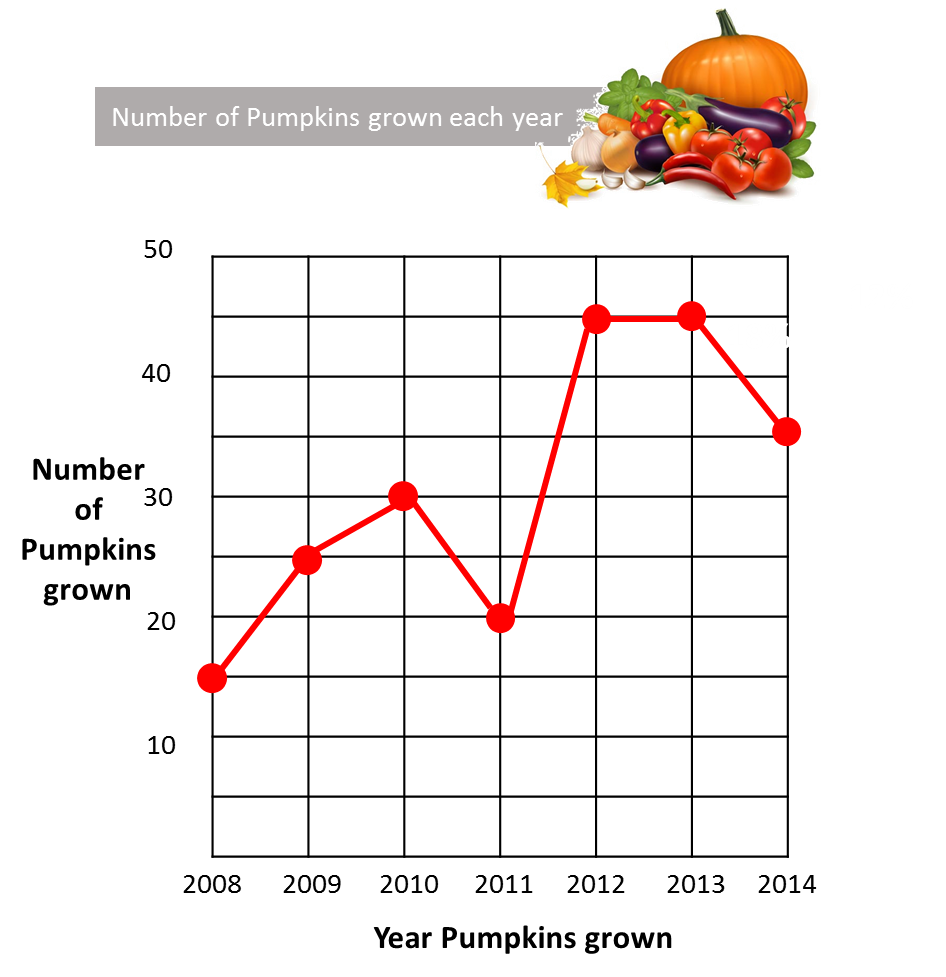 Number of Pumpkins grown each year
50
40
30
20
10
Number
of
Pumpkins
grown
2008 2009 2010 2011 2012 2013 2014
Year Pumpkins grown